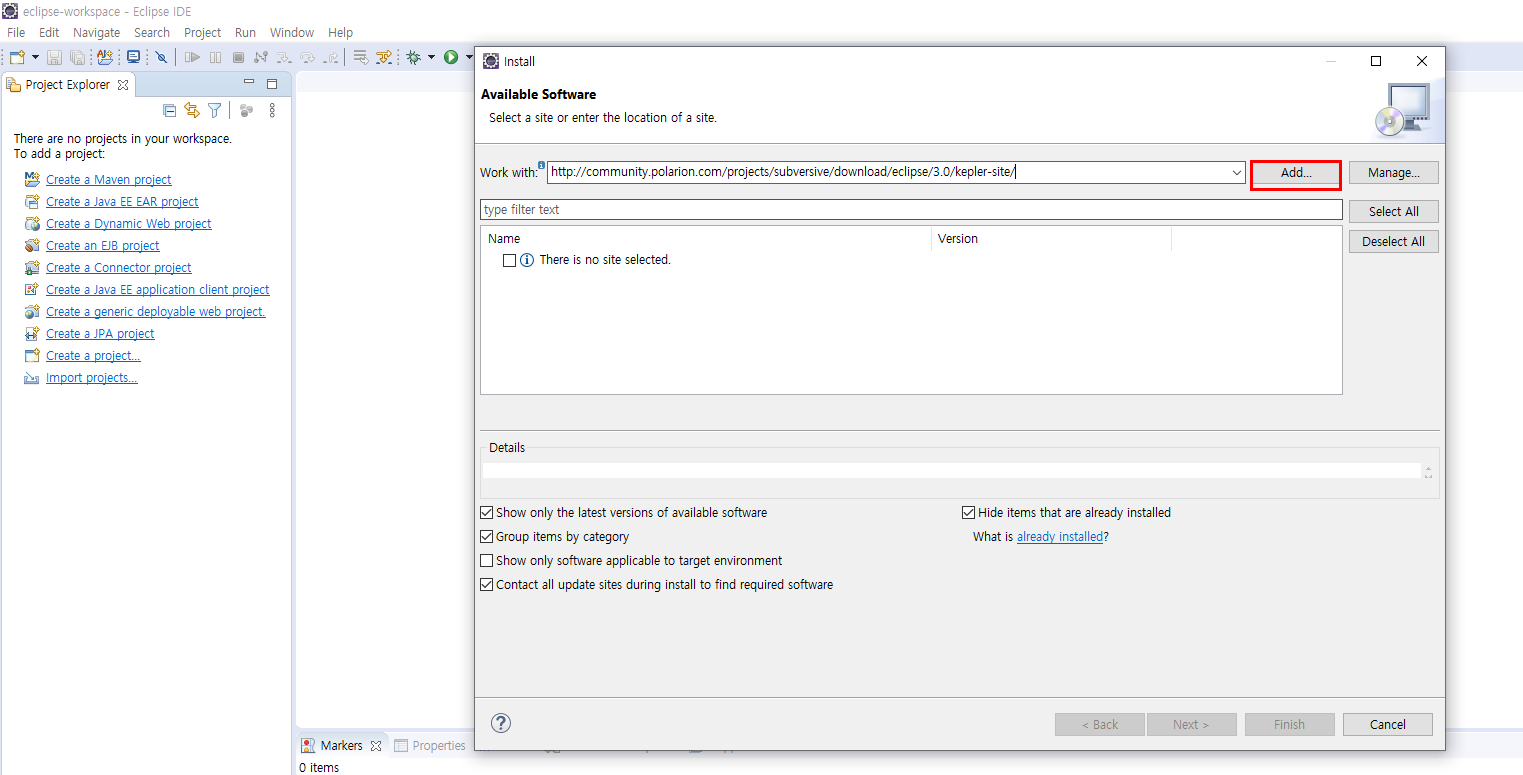 eclipse-workspace - Eclipse IDE
File Edit Navigate Search Project Run Window Help
Project Explorer
There are no projects in your workspace.
To add a project:
Create a Maven project
Create a Java EE EAR project
Create a Dynamic Web project
Create an EJB project
Create a Connector project
Create a Java EE application client project
Create a generic deployable web project.
Create a JPA project
Create a project...
Import projects...
Install
Available Software
Select a site or enter the location of a site.
Work with: http://community.polarion.com/projects/subversive/download/eclipse/3.0/kepler-site/ Add... Manage...
type filter text Select All
Deselect All
Name Version
There is no site selected.
Details
Show only the latest versions of available software Hide items that are already installed
Group items by category What is already installed?
Show only software applicable to target environment
Contact all update sites during install to find required software
< Back Next > Finish Cancel
Markers Properties
0 items